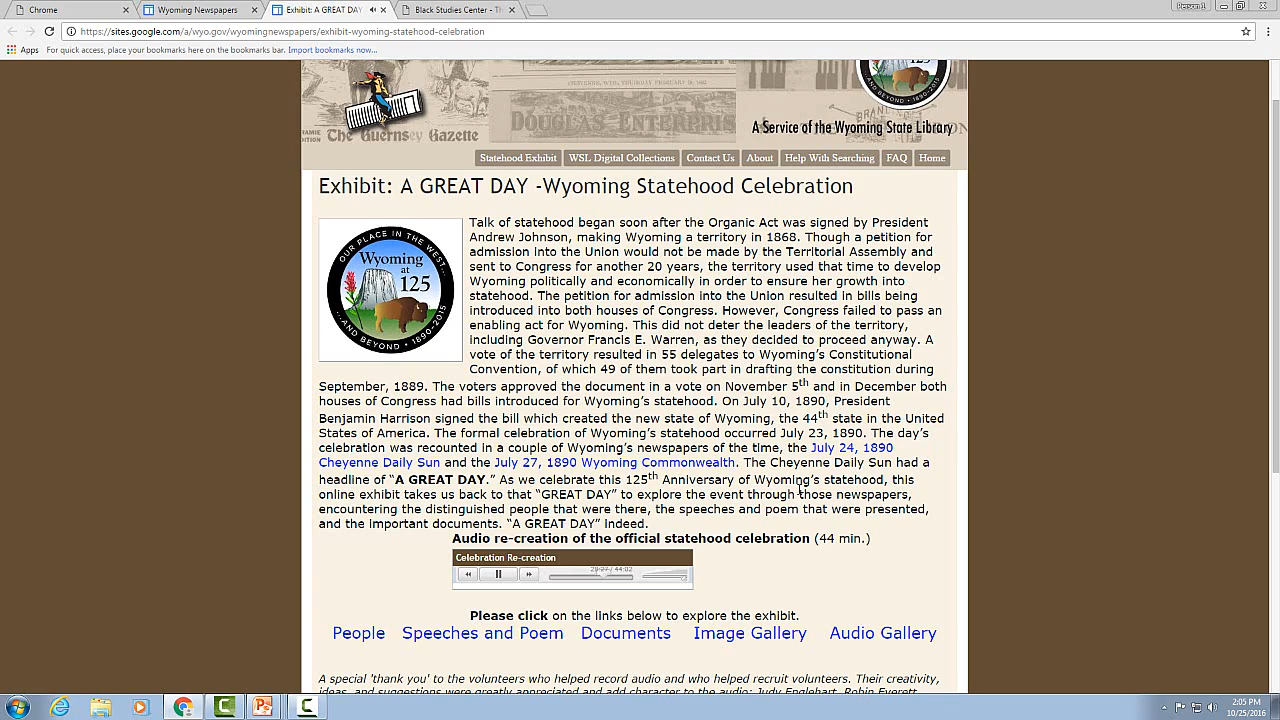 Chrome
Wyoming Newspapers
Exhibit: A GREAT DAY
Black Studies Center - Th
Person 1
https://sites.google.com/a/wyo.gov/wyomingnewspapers/exhibit-wyoming-statehood-celebration
Apps For quick access, place your bookmarks here on the bookmarks bar. Import bookmarks now...
125
AND BEYOND • 1890-2015
The Guernsey Gazette
DOUGLAS ENTERPRIS
A Service of the Wyoming State Library
Statehood Exhibit WSL Digital Collections Contact Us About Help With Searching FAQ Home
Exhibit: A GREAT DAY -Wyoming Statehood Celebration
OUR PLACE IN THE WEST...
Wyoming
at
125
...AND BEYOND • 1890-2015
Talk of statehood began soon after the Organic Act was signed by President
Andrew Johnson, making Wyoming a territory in 1868. Though a petition for
admission into the Union would not be made by the Territorial Assembly and
sent to Congress for another 20 years, the territory used that time to develop
Wyoming politically and economically in order to ensure her growth into
statehood. The petition for admission into the Union resulted in bills being
introduced into both houses of Congress. However, Congress failed to pass an
enabling act for Wyoming. This did not deter the leaders of the territory,
including Governor Francis E. Warren, as they decided to proceed anyway. A
vote of the territory resulted in 55 delegates to Wyoming's Constitutional
Convention, of which 49 of them took part in drafting the constitution during
September, 1889. The voters approved the document in a vote on November 5th and in December both
houses of Congress had bills introduced for Wyoming's statehood. On July 10, 1890, President
Benjamin Harrison signed the bill which created the new state of Wyoming, the 44th state in the United
States of America. The formal celebration of Wyoming's statehood occurred July 23, 1890. The day's
celebration was recounted in a couple of Wyoming's newspapers of the time, the July 24, 1890
Cheyenne Daily Sun and the July 27, 1890 Wyoming Commonwealth. The Cheyenne Daily Sun had a
headline of "A GREAT DAY." As we celebrate this 125th Anniversary of Wyoming's statehood, this
online exhibit takes us back to that "GREAT DAY" to explore the event through those newspapers,
encountering the distinguished people that were there, the speeches and poem that were presented,
and the important documents. "A GREAT DAY" indeed.
Audio re-creation of the official statehood celebration (44 min.)
Celebration Re-creation
Please click on the links below to explore the exhibit.
People Speeches and Poem Documents Image Gallery Audio Gallery
A special 'thank you' to the volunteers who helped record audio and who helped recruit volunteers. Their creativity,
ideas, and suggestions were greatly appreciated and add character to the audio. Judy Englehart, Robin Everett,
2:05 PM
10/25/2016